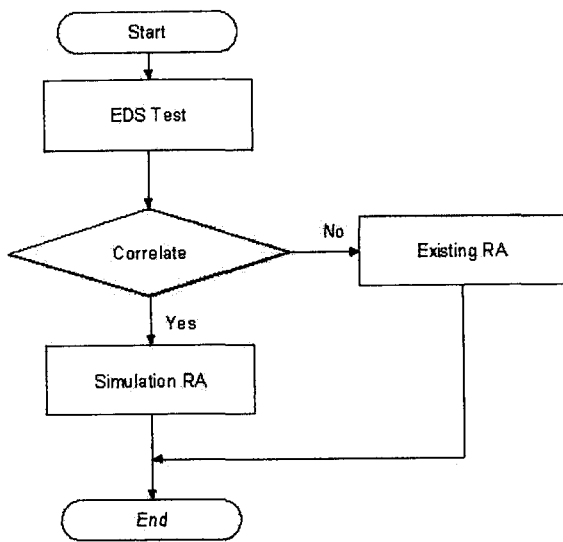 Start
EDS Test
Correlate
No
Existing RA
Yes
Simulation RA
End